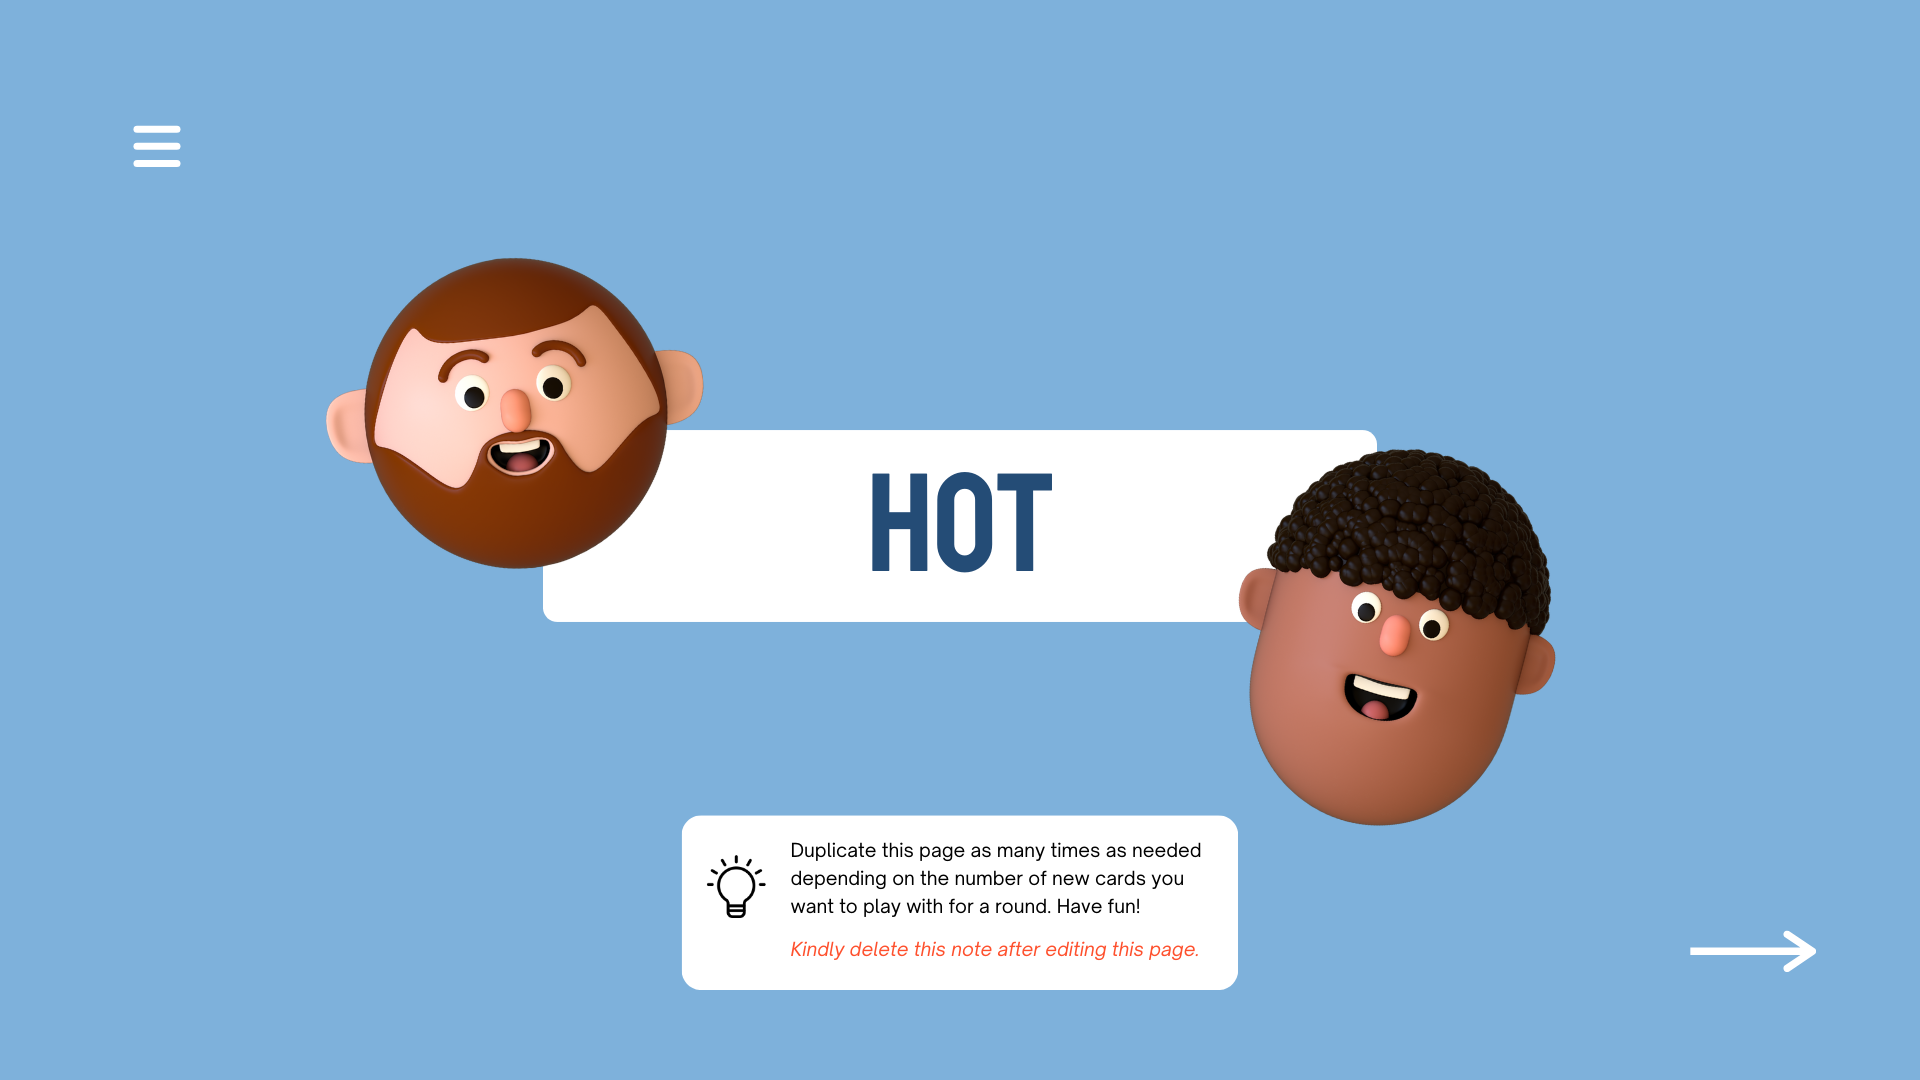 HOT
Duplicate this page as many times as needed
depending on the number of new cards you
want to play with for a round. Have fun!
Kindly delete this note after editing this page.